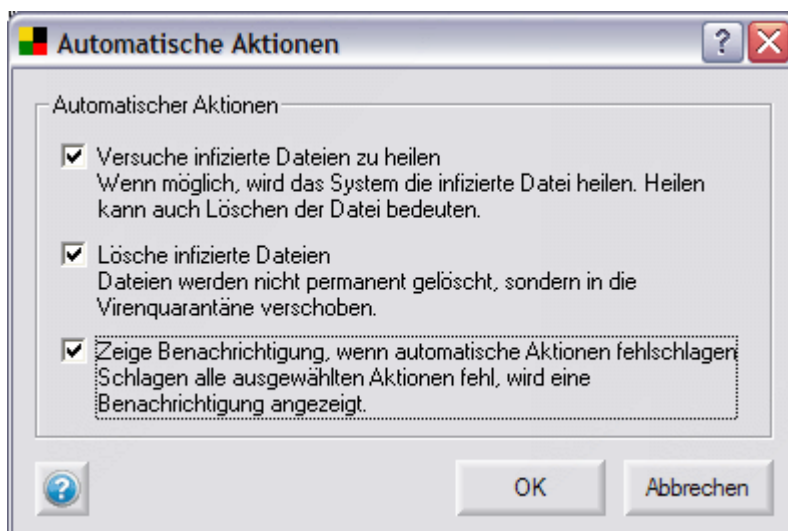 Automatische Aktionen
Automatischer Aktionen
Versuche infizierte Dateien zu heilen
Wenn möglich, wird das System die infizierte Datei heilen. Heilen
kann auch Löschen der Datei bedeuten.
Lösche infizierte Dateien
Dateien werden nicht permanent gelöscht, sondern in die
Virenquarantäne verschoben.
Zeige Benachrichtigung, wenn automatische Aktionen fehlschlagen
Schlagen alle ausgewählten Aktionen fehl, wird eine
Benachrichtigung angezeigt.
OK
Abbrechen